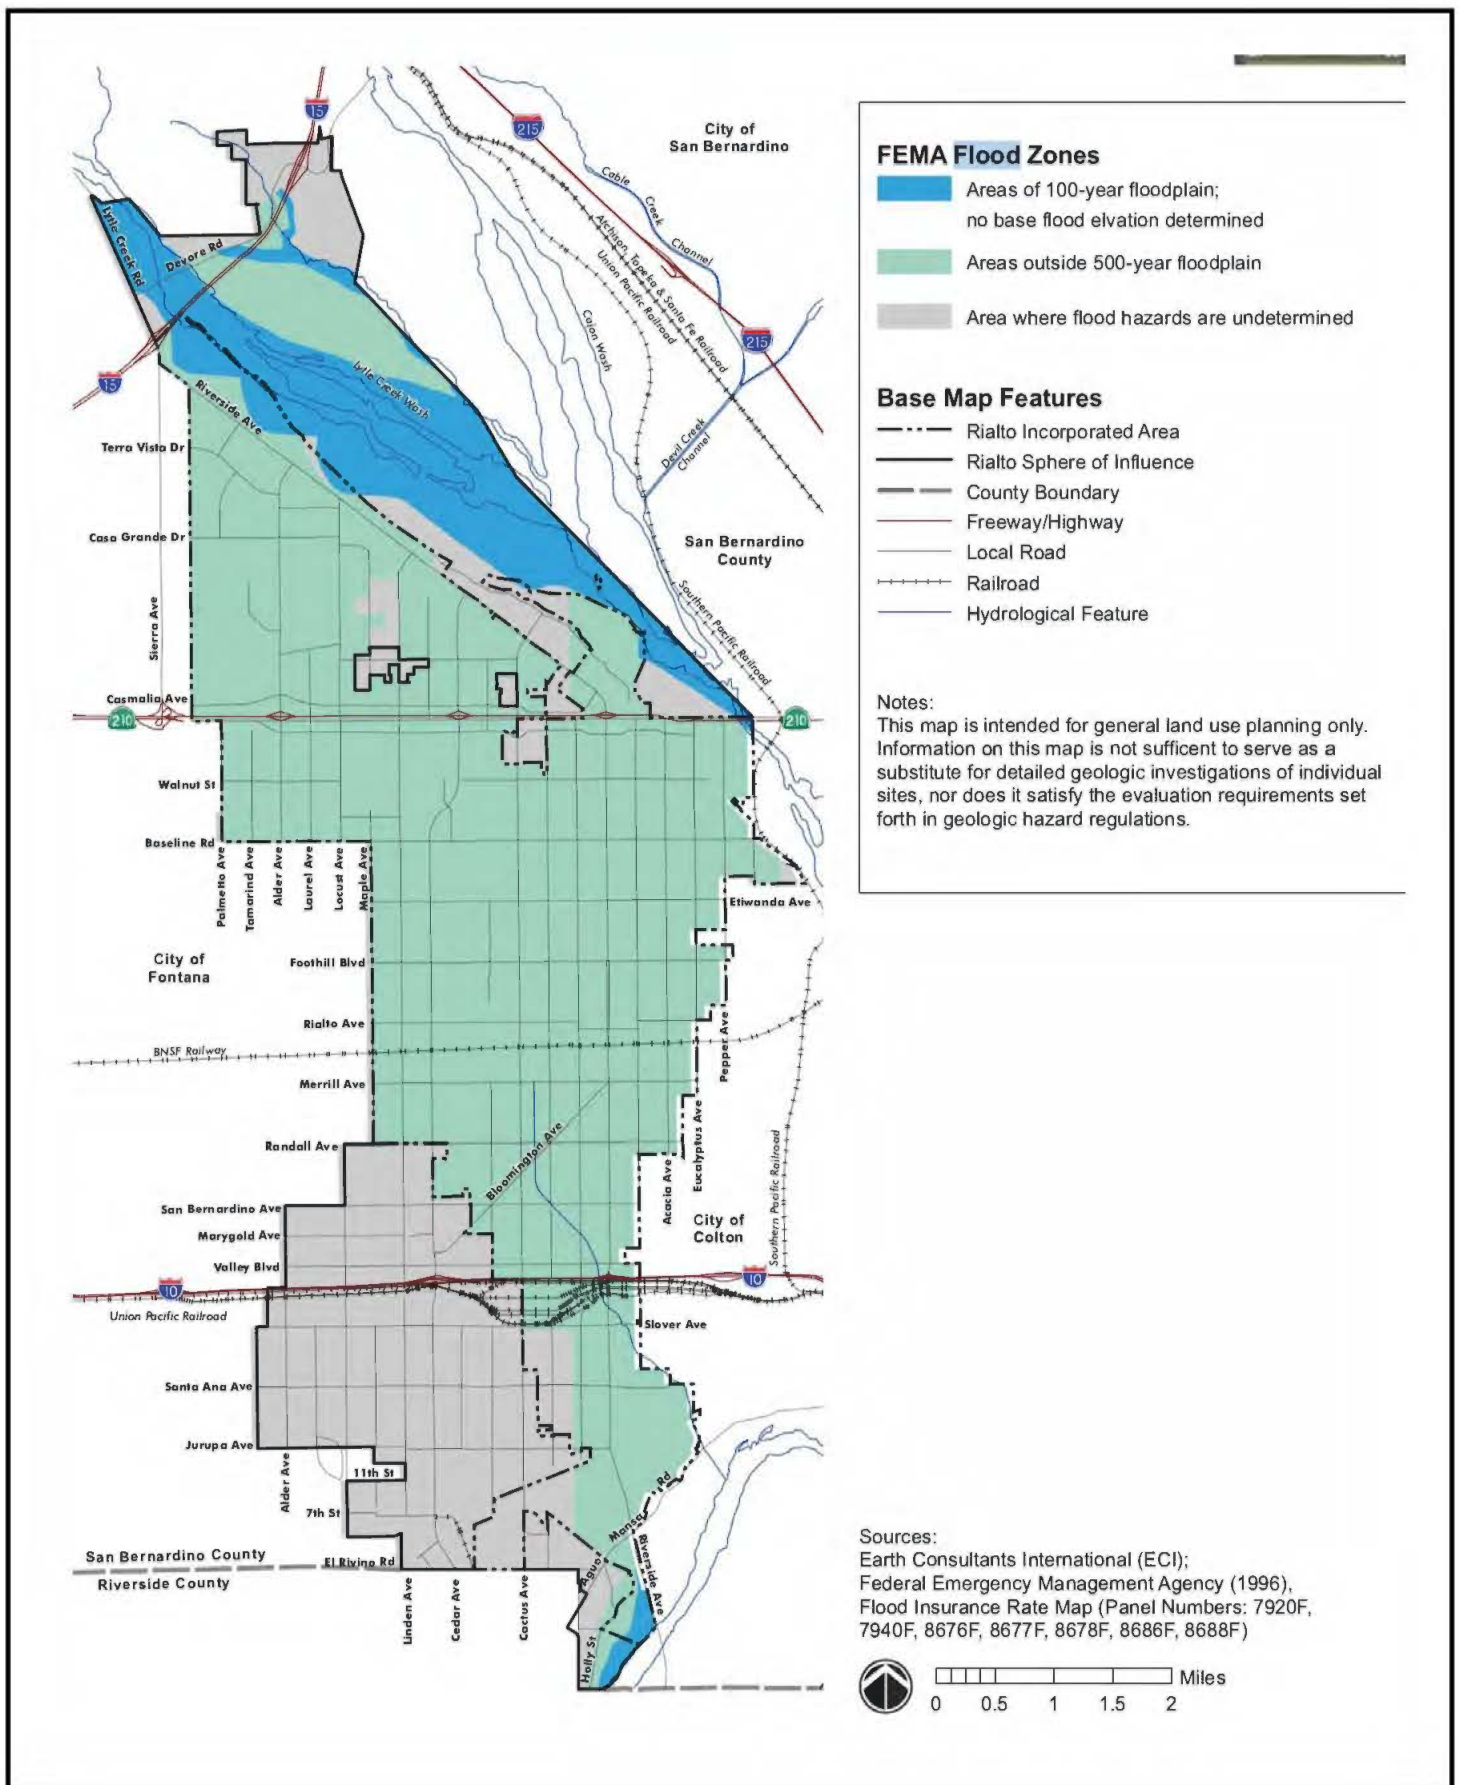 15
215
City of
San Bernardino
Cable
Creek
Channel
Lytle Creek Rd
Devore Rd
Atchison, Topeka & Santa Fe Railroad
Union Pacific Railroad
Cajon Wash
215
15
Lytle Creek Wash
Riverside Ave
Terra Vista Dr
Devil Creek
Channel
Casa Grande Dr
San Bernardino
County
Sierra Ave
Southern Pacific Railroad
Casmalia Ave
210
210
Walnut St
Baseline Rd
Palmetto Ave
Tamarind Ave
Alder Ave
Laurel Ave
Locust Ave
Maple Ave
Etiwanda Ave
City of
Fontana
Foothill Blvd
Rialto Ave
Pepper Ave
BNSF Railway
Merrill Ave
Eucalyptus Ave
Randall Ave
Bloomington Ave
Acacia Ave
Southern Pacific Railroad
San Bernardino Ave
City of
Colton
Marygold Ave
Valley Blvd
10
10
Union Pacific Railroad
Slover Ave
Santa Ana Ave
Jurupa Ave
Alder Ave
11th St
7th St
Agua Mansa Rd
Riverside Ave
San Bernardino County
El Rivino Rd
Riverside County
Linden Ave
Cedar Ave
Cactus Ave
Holly St
FEMA Flood Zones
Areas of 100-year floodplain;
no base flood elvation determined
Areas outside 500-year floodplain
Area where flood hazards are undetermined
Base Map Features
Rialto Incorporated Area
Rialto Sphere of Influence
County Boundary
Freeway/Highway
Local Road
Railroad
Hydrological Feature
Notes:
This map is intended for general land use planning only.
Information on this map is not sufficent to serve as a
substitute for detailed geologic investigations of individual
sites, nor does it satisfy the evaluation requirements set
forth in geologic hazard regulations.
Sources:
Earth Consultants International (ECI);
Federal Emergency Management Agency (1996),
Flood Insurance Rate Map (Panel Numbers: 7920F,
7940F, 8676F, 8677F, 8678F, 8686F, 8688F)
Miles
0 0.5 1 1.5 2